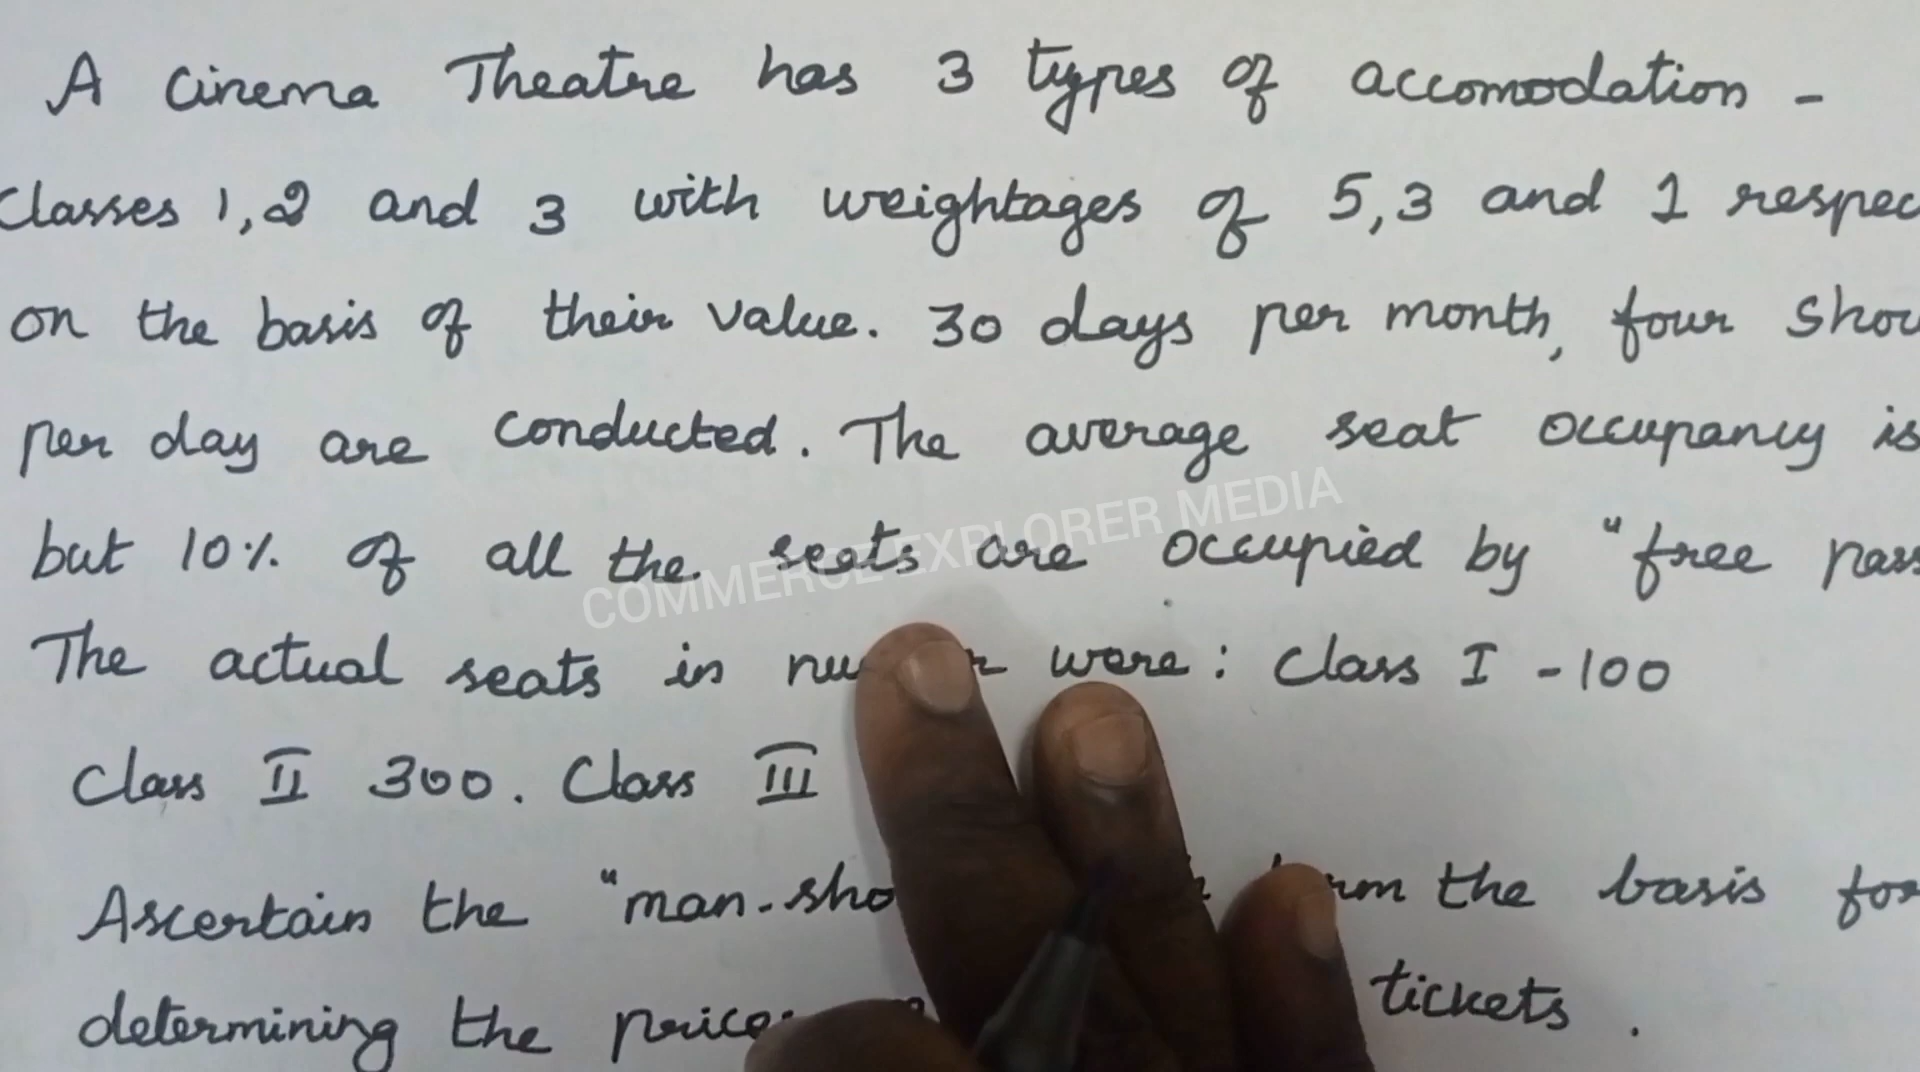 A Cinema Theatre has 3 types of accomodation -
Classes 1,2 and 3 with weightages of 5,3 and 1 respec
on the basis of their value. 30 days per month, four Show
per day are conducted. The average seat occupancy is
but 10% of all the seats are occupied by "free pass
The actual seats in were: Class I - 100
Class II 300. Class III
Ascertain the "man-sho the basis for
determining the tickets.
COMMERCE EXPLORER MEDIA